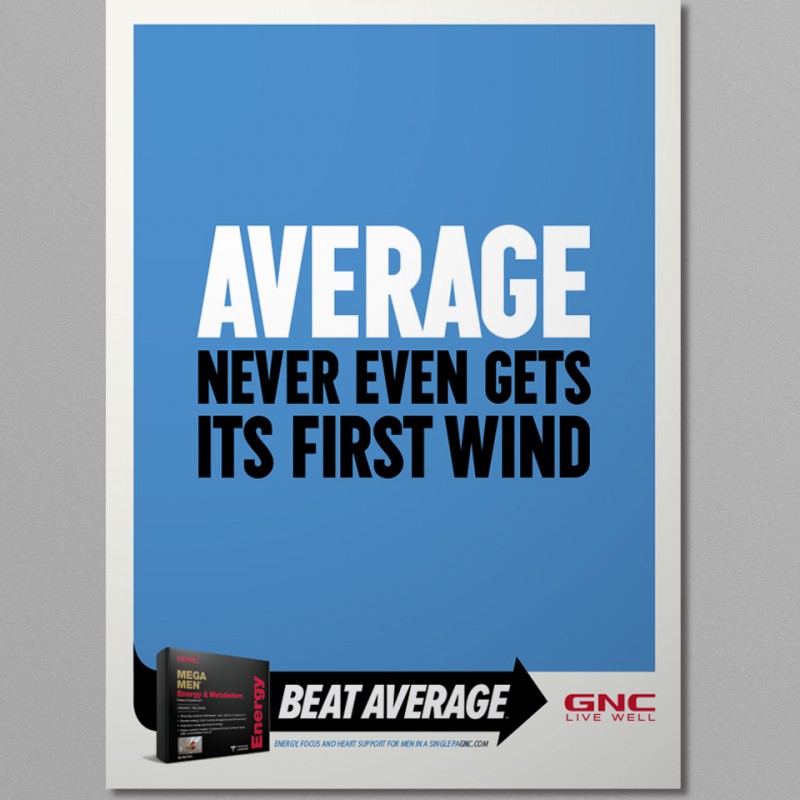 AVERAGE
NEVER EVEN GETS
ITS FIRST WIND
GNC
MEGA
MEN
Energy & Metabolism
Energy
BEAT AVERAGE
ENERGY, FOCUS AND HEART SUPPORT FOR MEN IN A SINGLE PAGNC.COM
GNC
LIVE WELL